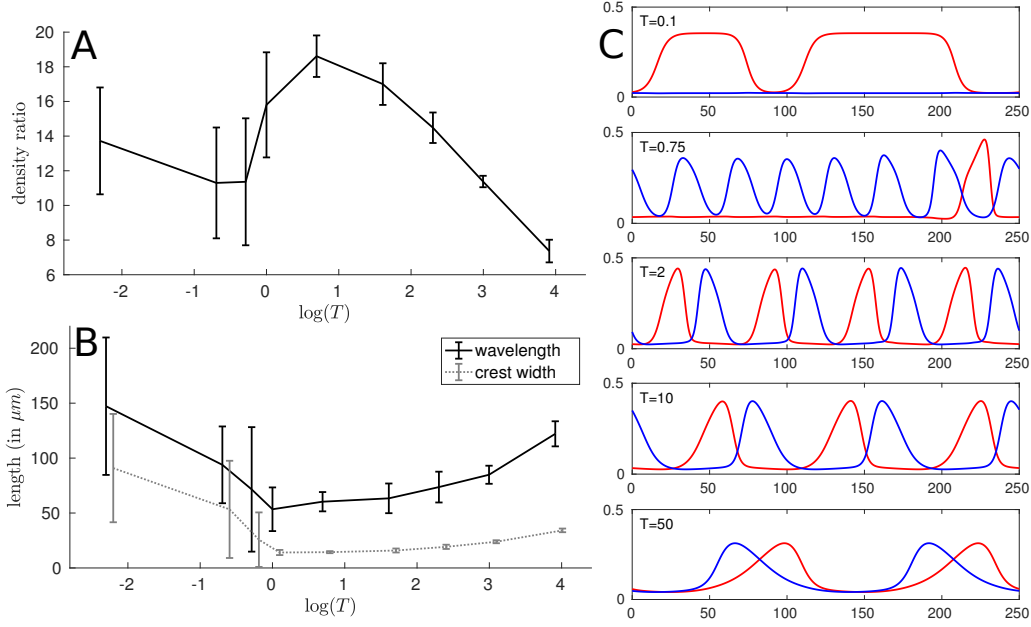 A
20
18
16
14
12
10
8
6
density ratio
-2 -1 0 1 2 3 4
log(T)
B
200
150
100
50
0
length (in μm)
wavelength
crest width
-2 -1 0 1 2 3 4
log(T)
C
T=0.1
0.5
0
0 50 100 150 200 250
T=0.75
0.5
0
0 50 100 150 200 250
T=2
0.5
0
0 50 100 150 200 250
T=10
0.5
0
0 50 100 150 200 250
T=50
0.5
0
0 50 100 150 200 250